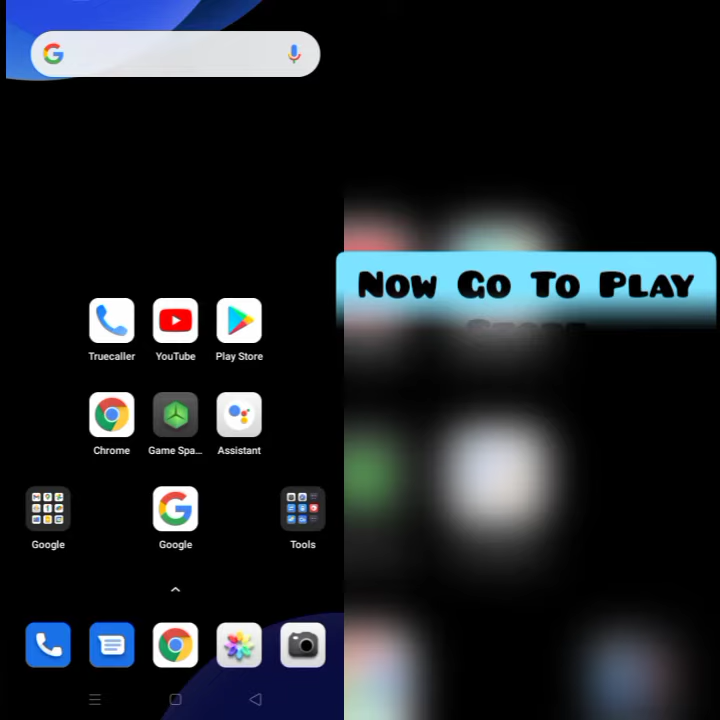 Truecaller YouTube Play Store
Chrome Game Spa... Assistant
Google Google Tools
Now Go To Play